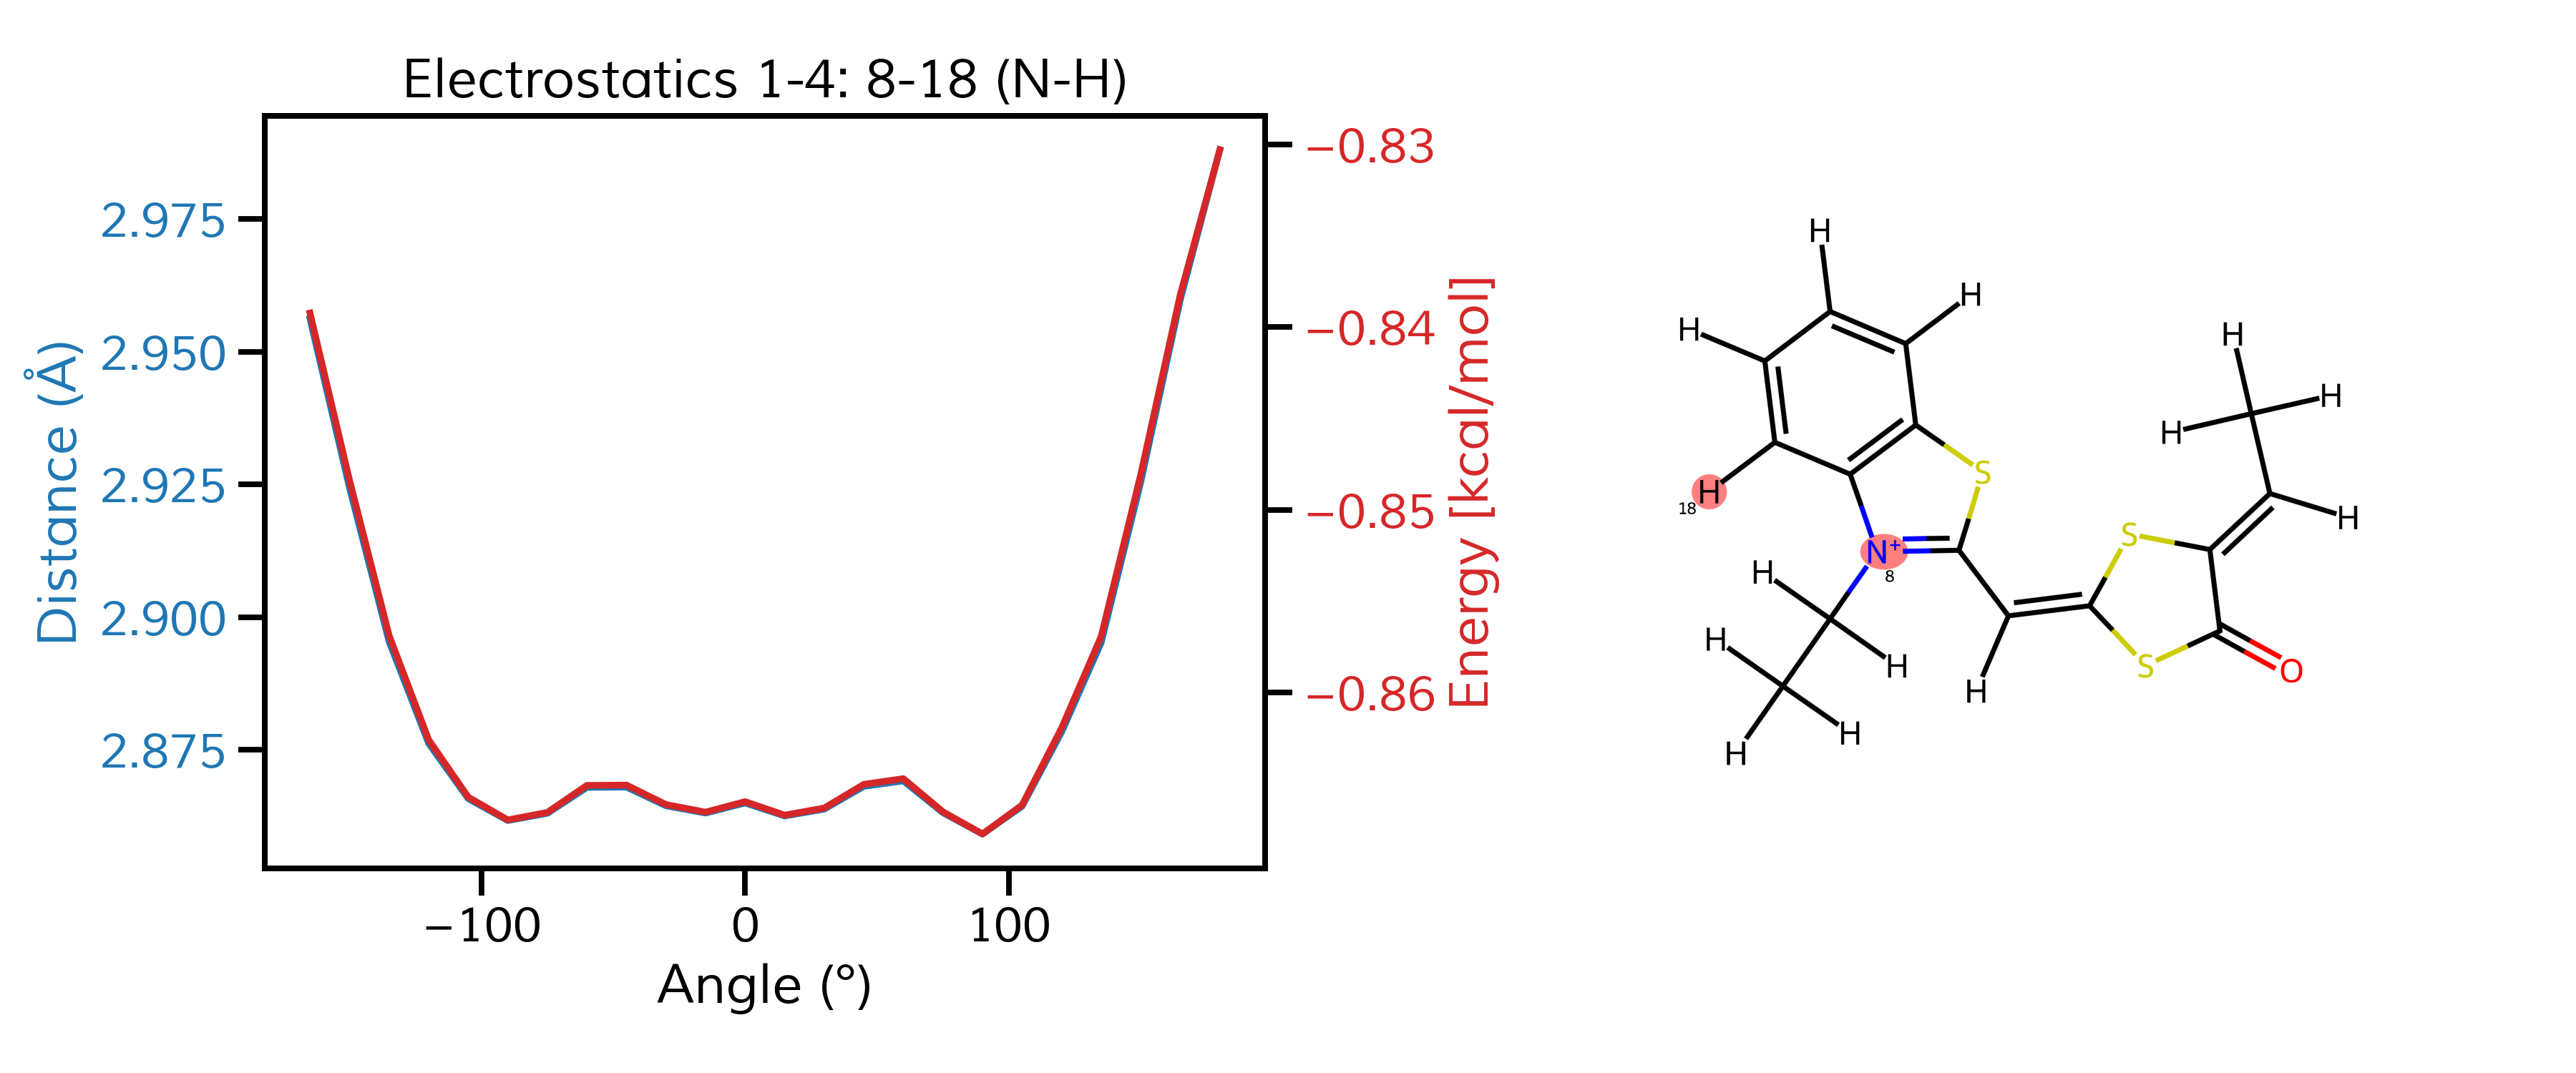 Electrostatics 1-4: 8-18 (N-H)
Distance (Å)
2.975
2.950
2.925
2.900
2.875
−0.83
−0.84
−0.85
−0.86
Energy [kcal/mol]
−100 0 100
Angle (°)
H
H
H
H
H
H
S
H
18
H
H
S
N+
8
H
H
H
S
O
H
H
H